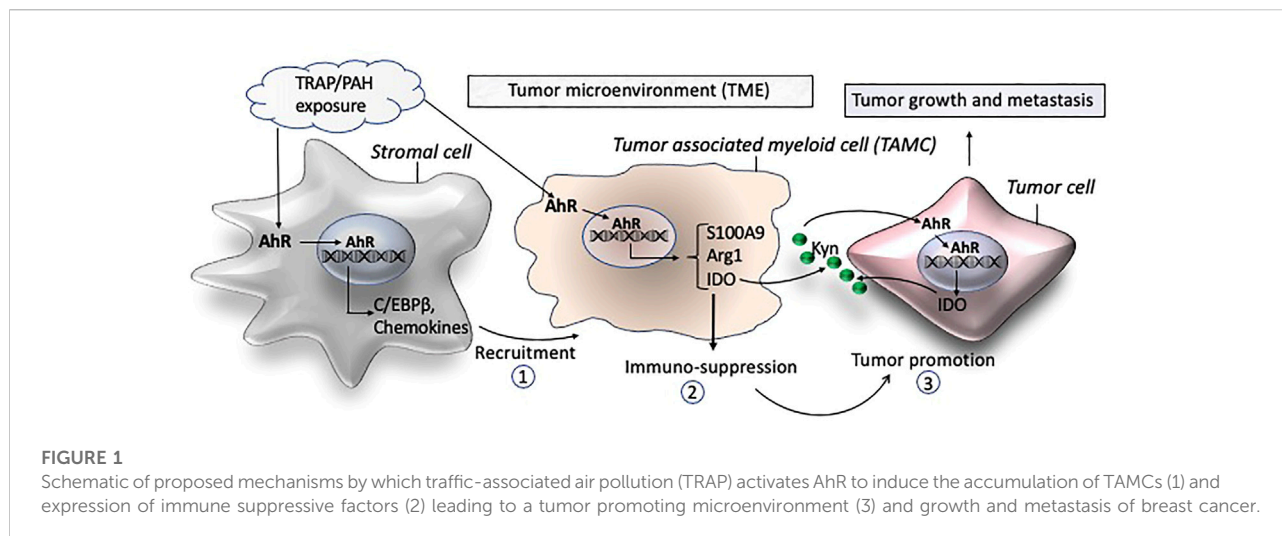 TRAP/PAH
exposure
Tumor microenvironment (TME)
Tumor growth and metastasis
Stromal cell
Tumor associated myeloid cell (TAMC)
Tumor cell
AhR
AhR
C/EBPβ,
Chemokines
AhR
AhR
S100A9
Arg1
IDO
Kyn
AhR
AhR
IDO
Recruitment
1
Immuno-suppression
2
Tumor promotion
3
FIGURE 1
Schematic of proposed mechanisms by which traffic-associated air pollution (TRAP) activates AhR to induce the accumulation of TAMCs (1) and
expression of immune suppressive factors (2) leading to a tumor promoting microenvironment (3) and growth and metastasis of breast cancer.